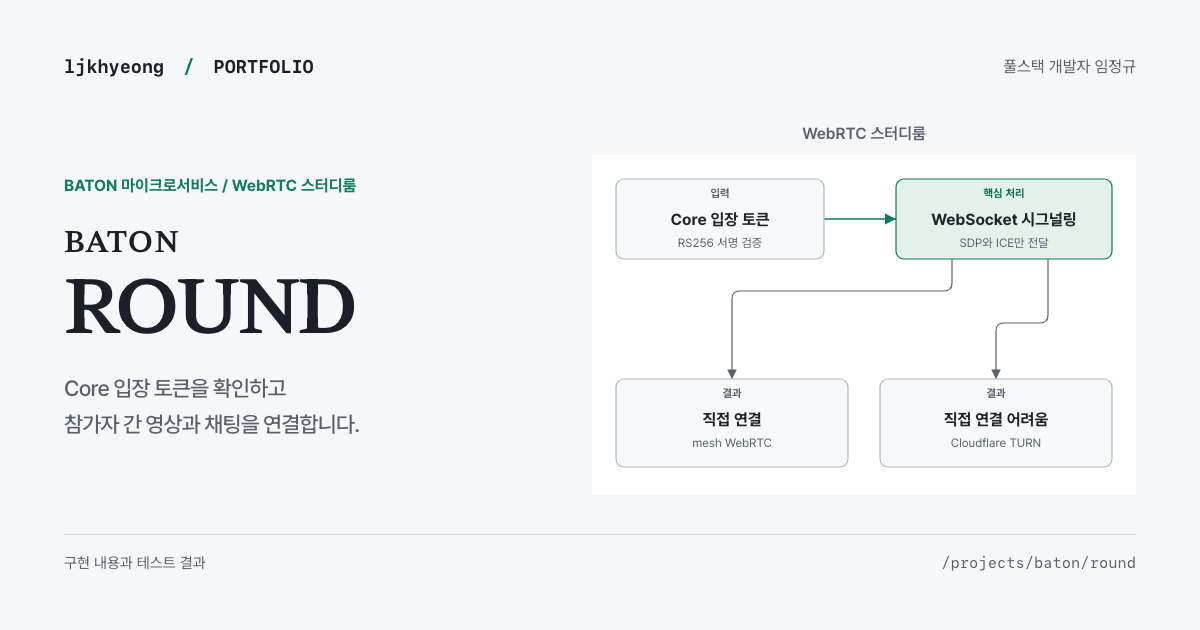 ljkhyeong / PORTFOLIO
풀스택 개발자 임정규
BATON 마이크로서비스 / WebRTC 스터디룸
BATON
ROUND
Core 입장 토큰을 확인하고
참가자 간 영상과 채팅을 연결합니다.
WebRTC 스터디룸
입력
Core 입장 토큰
RS256 서명 검증
핵심 처리
WebSocket 시그널링
SDP와 ICE만 전달
결과
직접 연결
mesh WebRTC
결과
직접 연결 어려움
Cloudflare TURN
구현 내용과 테스트 결과
/projects/baton/round